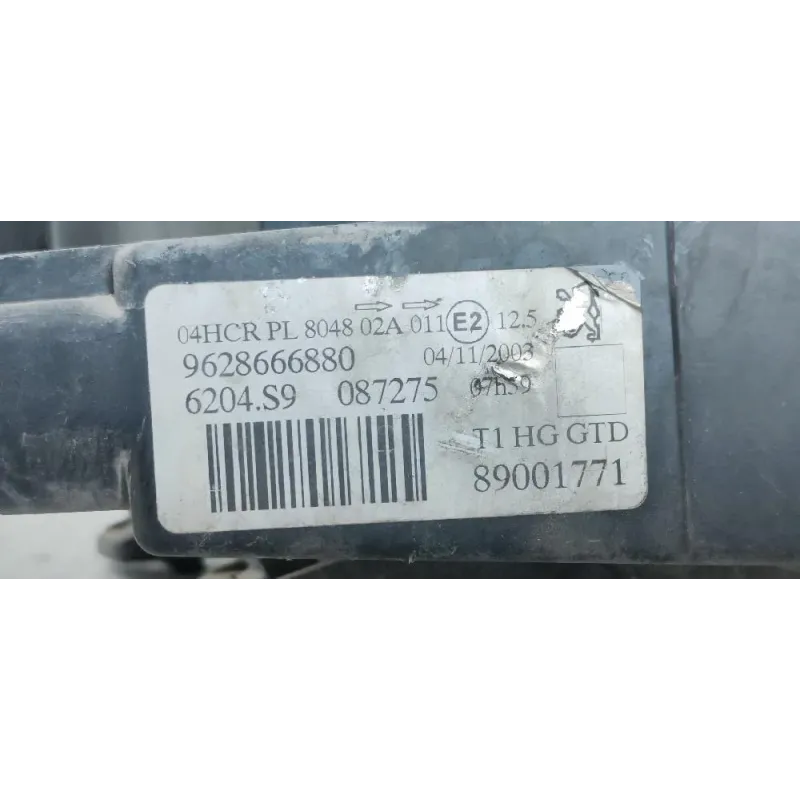 04HCR PL 8048 02A 011 E2 12.5
9628666880 04/11/2003
6204.S9 087275 07h59
T1 HG GTD
89001771